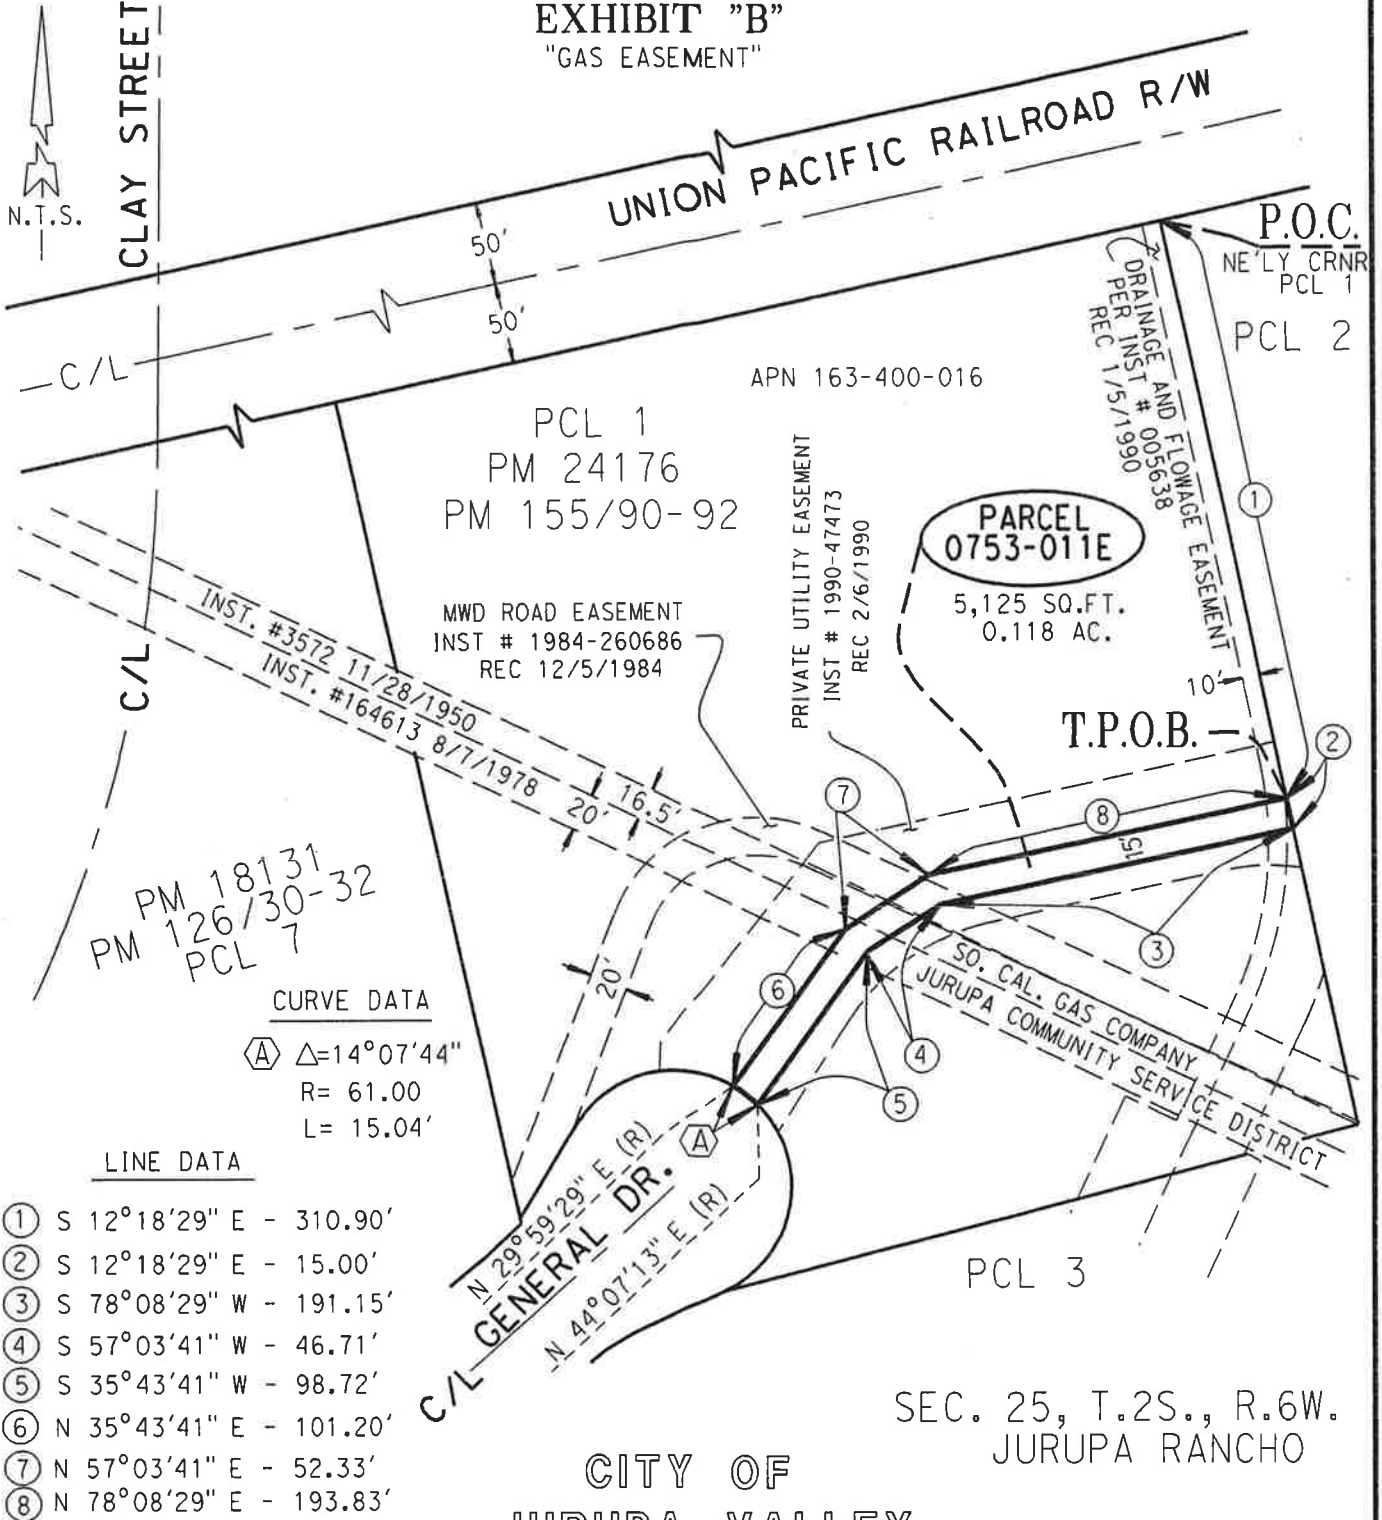 EXHIBIT "B"
"GAS EASEMENT"
N.T.S.
CLAY STREET
UNION PACIFIC RAILROAD R/W
50'
50'
C/L
P.O.C.
NE'LY CRNR
PCL 1
PCL 2
DRAINAGE AND FLOWAGE EASEMENT
PER INST # 005638
REC 1/5/1990
APN 163-400-016
PCL 1
PM 24176
PM 155/90-92
PRIVATE UTILITY EASEMENT
INST # 1990-47473
REC 2/6/1990
PARCEL
0753-011E
5,125 SQ.FT.
0.118 AC.
1
MWD ROAD EASEMENT
INST # 1984-260686
REC 12/5/1984
INST. #3572 11/28/1950
INST. #164613 8/7/1978
C/L
10'
T.P.O.B.
2
20'
16.5'
7
8
15'
PM 18131
PM 126/30-32
PCL 7
3
6
20'
4
5
SO. CAL. GAS COMPANY
JURUPA COMMUNITY SERVICE DISTRICT
CURVE DATA
A Δ=14°07'44"
R= 61.00
L= 15.04'
A
N 29°59'29" E (R)
GENERAL DR.
N 44°07'13" E (R)
C/L
PCL 3
LINE DATA
1 S 12°18'29" E - 310.90'
2 S 12°18'29" E - 15.00'
3 S 78°08'29" W - 191.15'
4 S 57°03'41" W - 46.71'
5 S 35°43'41" W - 98.72'
6 N 35°43'41" E - 101.20'
7 N 57°03'41" E - 52.33'
8 N 78°08'29" E - 193.83'
SEC. 25, T.2S., R.6W.
JURUPA RANCHO
CITY OF
JURUPA VALLEY